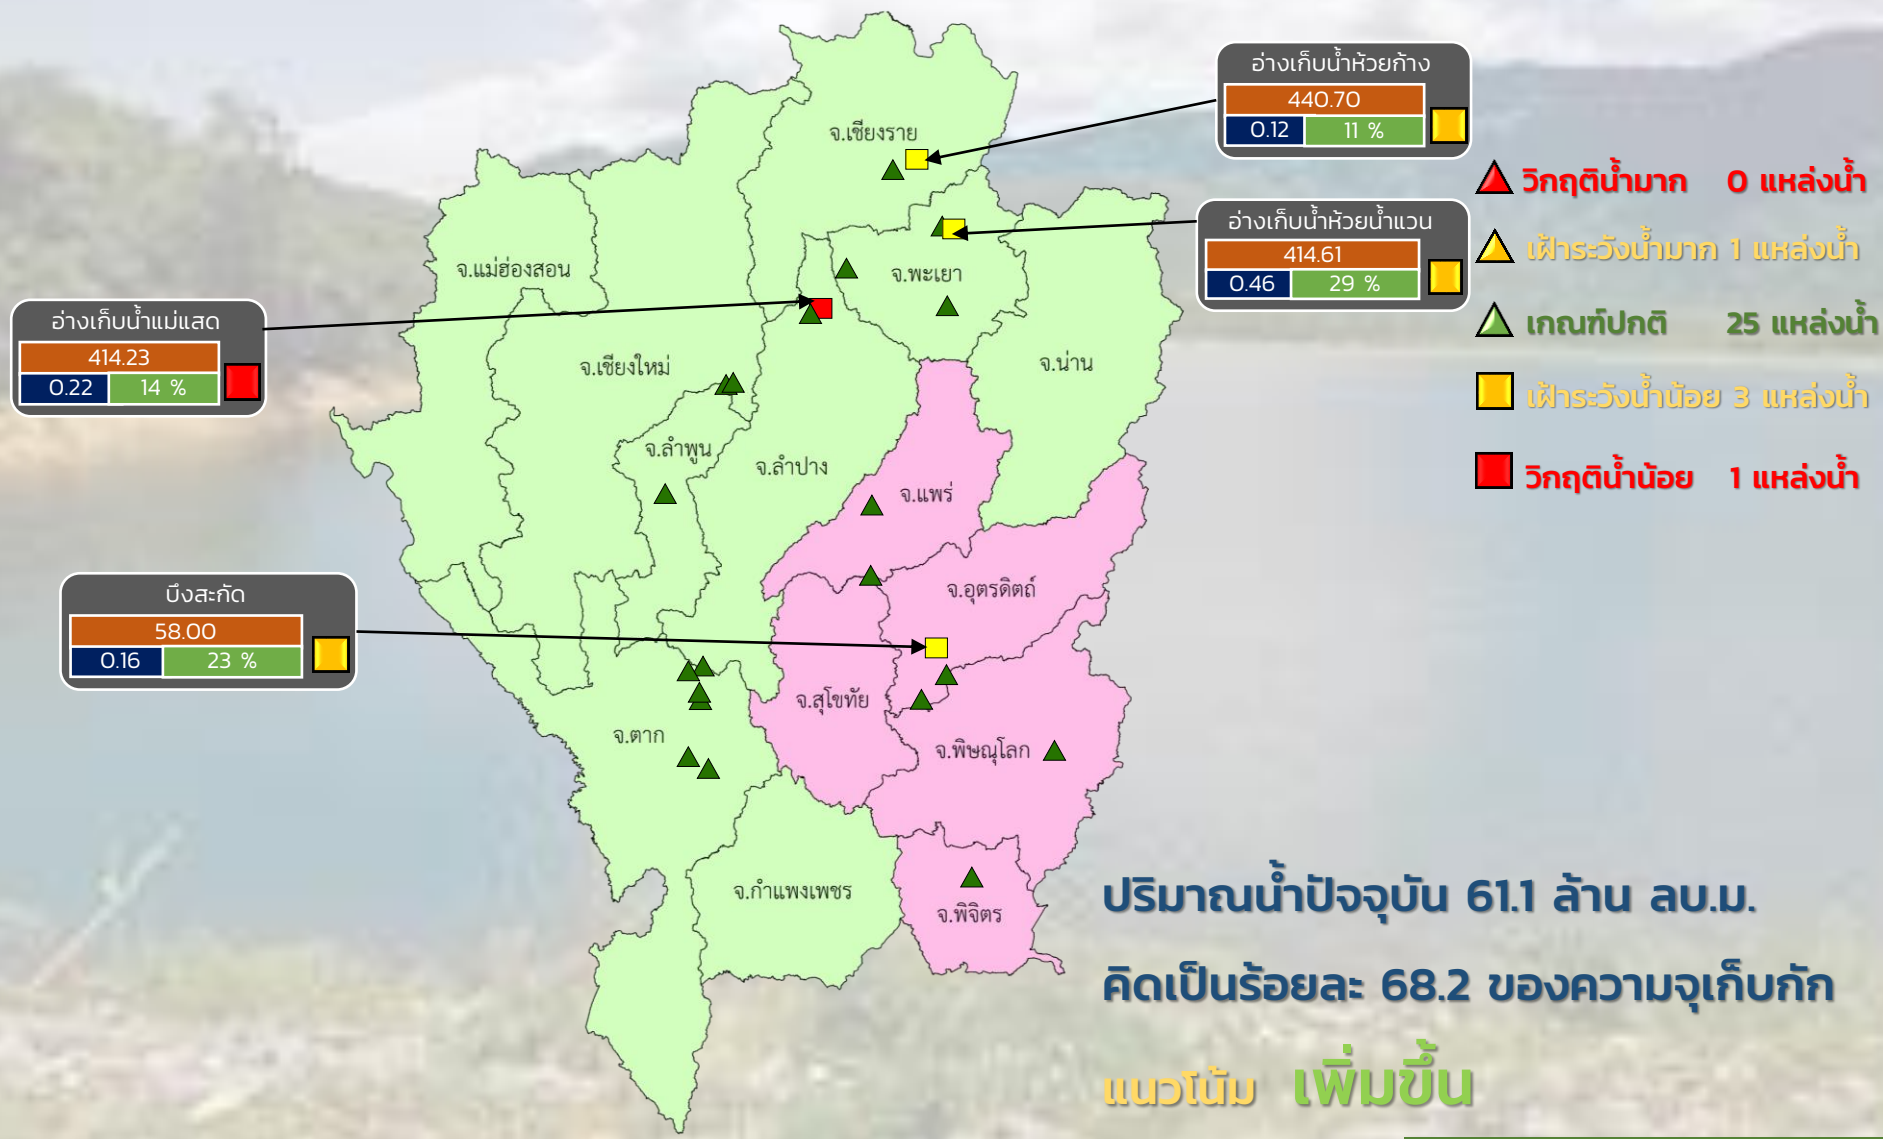 อ่างเก็บน้ำห้วยก้าง
440.70
0.12 11 %
จ.เชียงราย
วิกฤติน้ำมาก 0 แหล่งน้ำ
อ่างเก็บน้ำห้วยน้ำแวน
414.61
0.46 29 %
เฝ้าระวังน้ำมาก 1 แหล่งน้ำ
จ.แม่ฮ่องสอน
จ.พะเยา
อ่างเก็บน้ำแม่แสด
414.23
0.22 14 %
เกณฑ์ปกติ 25 แหล่งน้ำ
จ.เชียงใหม่
จ.น่าน
เฝ้าระวังน้ำน้อย 3 แหล่งน้ำ
จ.ลำพูน
จ.ลำปาง
วิกฤติน้ำน้อย 1 แหล่งน้ำ
จ.แพร่
บึงสะกัด
58.00
0.16 23 %
จ.อุตรดิตถ์
จ.สุโขทัย
จ.ตาก
จ.พิษณุโลก
จ.กำแพงเพชร
จ.พิจิตร
ปริมาณน้ำปัจจุบัน 61.1 ล้าน ลบ.ม.
คิดเป็นร้อยละ 68.2 ของความจุเก็บกัก
แนวโน้ม เพิ่มขึ้น